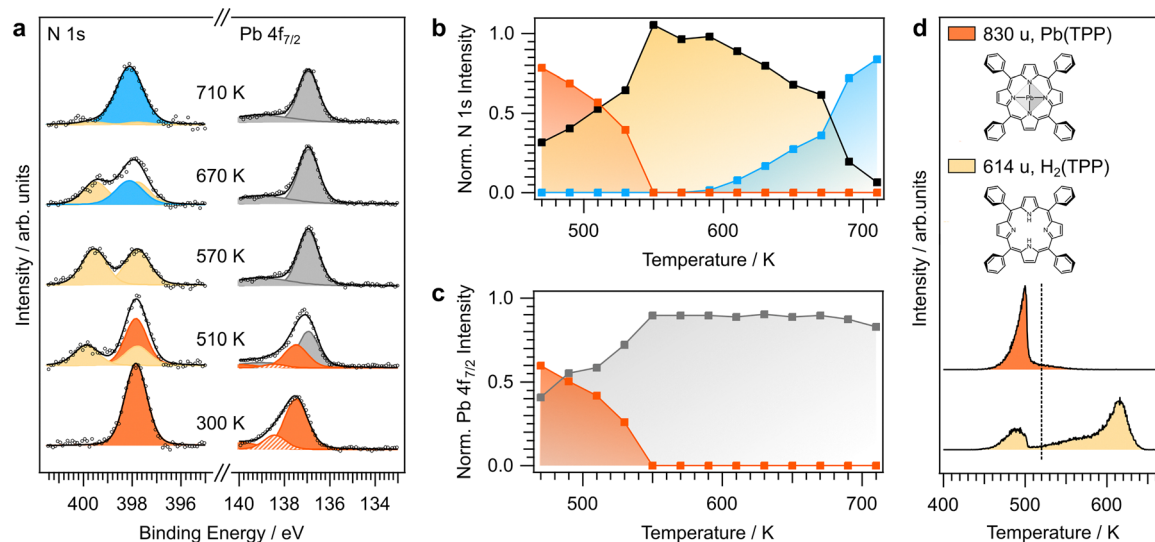 a
N 1s
//
Pb 4f7/2
710 K
670 K
570 K
510 K
300 K
Intensity / arb. units
400
398
396
//
140
138
136
134
Binding Energy / eV
b
Norm. N 1s Intensity
1.0
0.5
0.0
500
600
700
Temperature / K
c
Norm. Pb 4f7/2 Intensity
1.0
0.5
0.0
500
600
700
Temperature / K
d
830 u, Pb(TPP)
N
N
Pb
N
N
614 u, H2(TPP)
H
N
N
N
H
N
Intensity / arb.units
400
500
600
Temperature / K